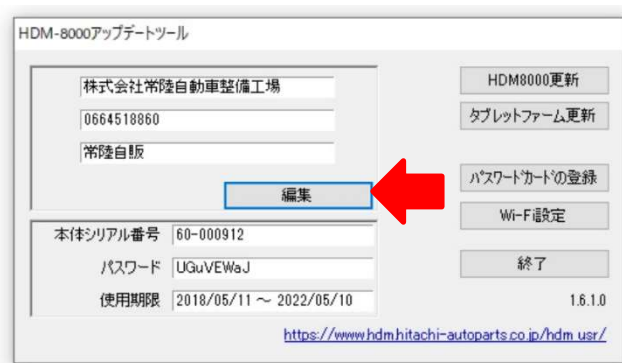 HDM-8000アップデートツール
株式会社常陸自動車整備工場
0664518860
常陸自販
編集
本体シリアル番号 60-000912
パスワード UGuVEWaJ
使用期限 2018/05/11 ～ 2022/05/10
HDM8000更新
タブレットファーム更新
パスワードカードの登録
Wi-Fi設定
終了
1.6.1.0
https://www.hdm.hitachi-autoparts.co.jp/hdm_usr/